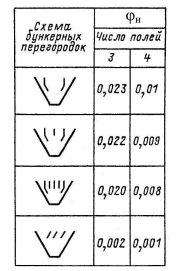 Схема
бункерных
перегородок
φн
Число полей
3
4
0,023
0,01
0,022
0,009
0,020
0,008
0,002
0,001